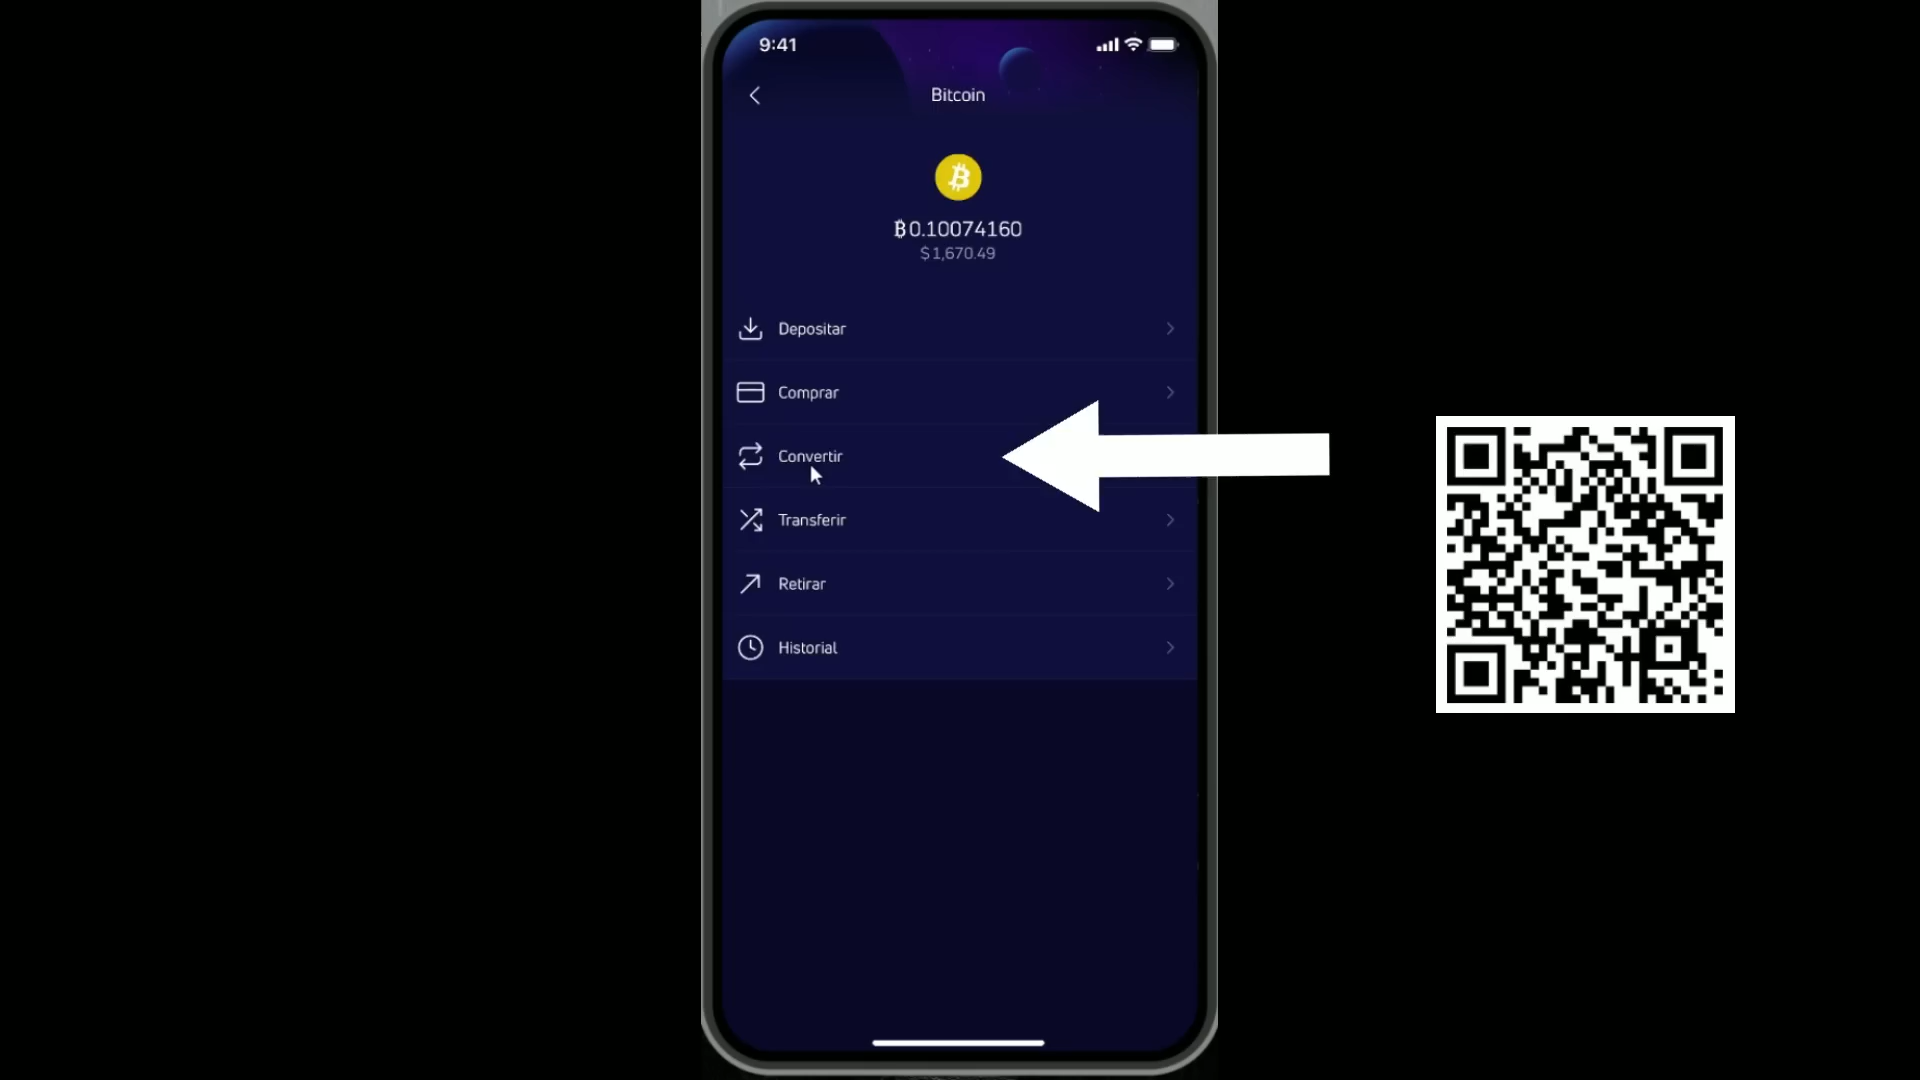 9:41
Bitcoin
₿0.10074160
$1,670.49
Depositar
Comprar
Convertir
Transferir
Retirar
Historial